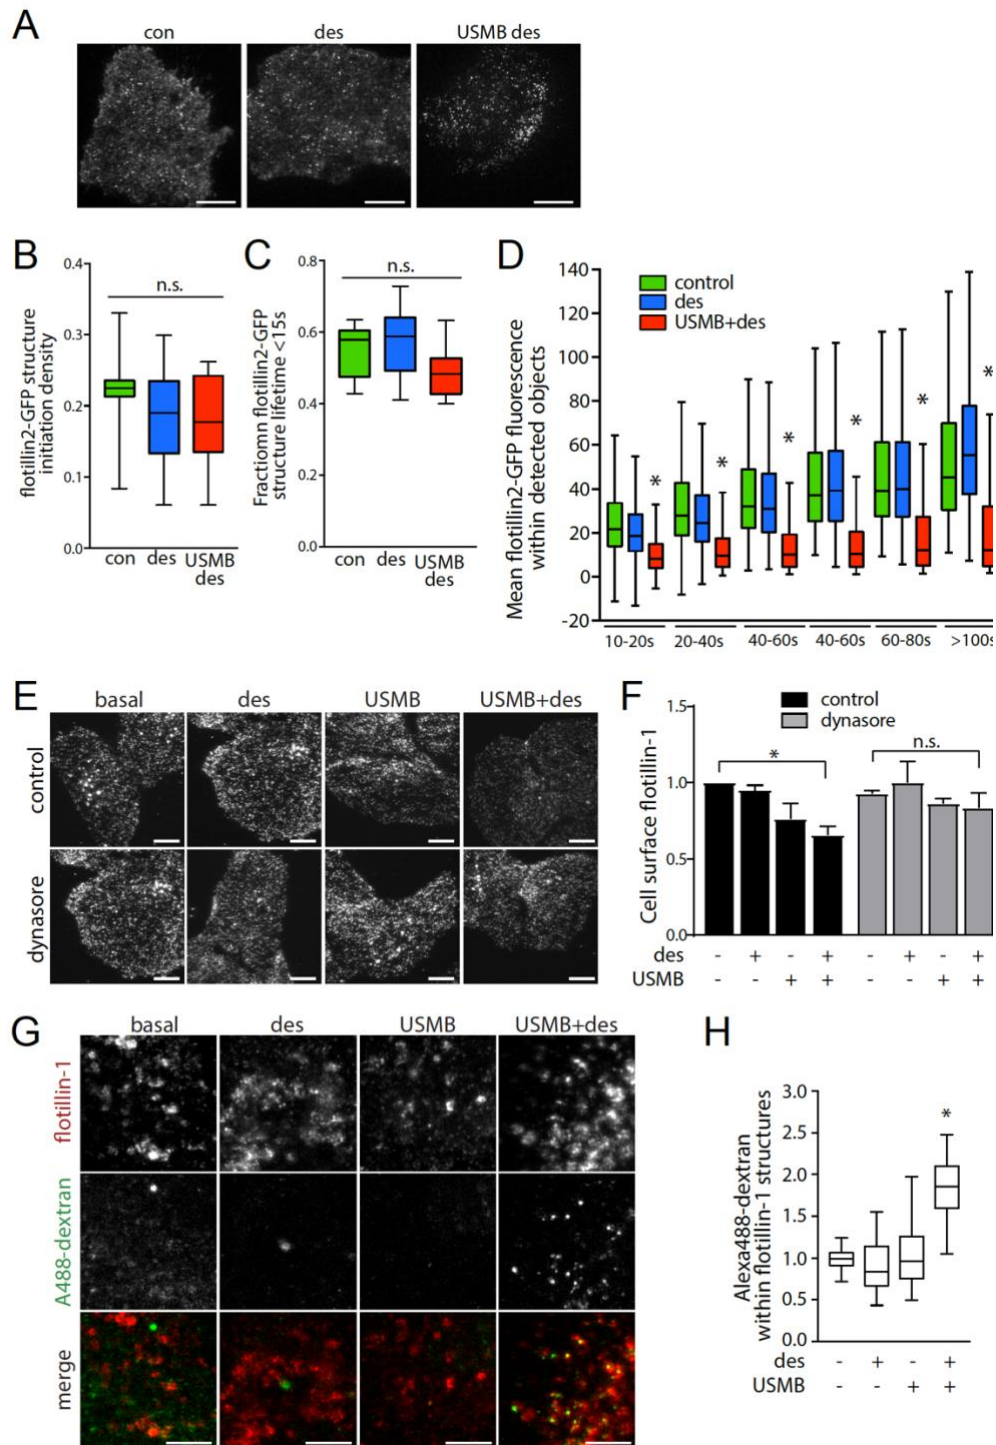 A
con des USMB des
B
0.4
0.3
0.2
0.1
0.0
flotillin2-GFP structure
initiation density
n.s.
con des USMB
des
C
0.8
0.6
0.4
0.2
0.0
Fractiomn flotillin2-GFP
structure lifetime <15s
n.s.
con des USMB
des
D
140
120
100
80
60
40
20
0
-20
Mean flotillin2-GFP fluorescence
within detected objects
control
des
USMB+des
* * * * * *
10-20s 20-40s 40-60s 40-60s 60-80s >100s
E
basal des USMB USMB+des
control
dynasore
F
1.5
1.0
0.5
0.0
Cell surface flotillin-1
control
dynasore
* n.s.
des - + - + - + - +
USMB - - + + - - + +
G
basal des USMB USMB+des
flotillin-1
A488-dextran
merge
H
3.0
2.5
2.0
1.5
1.0
0.5
0.0
Alexa488-dextran
within flotillin-1 structures
*
des - + - +
USMB - - + +